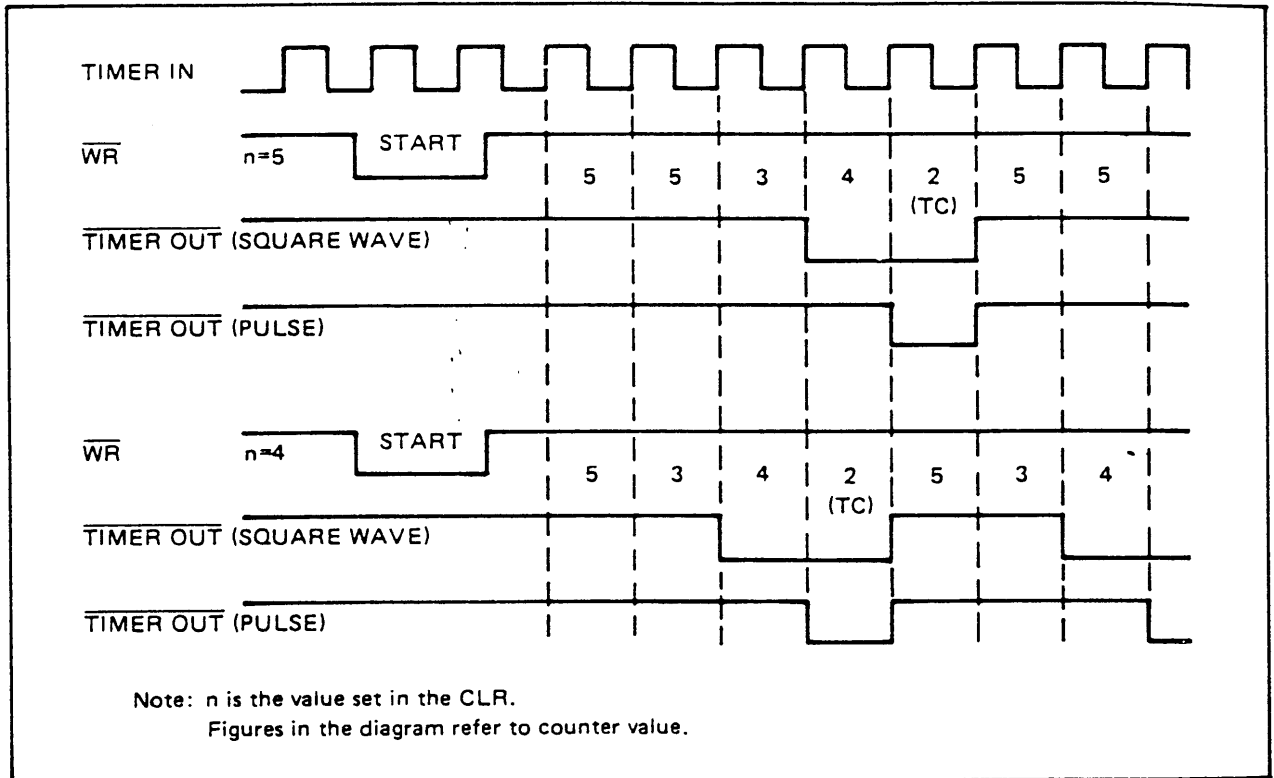 TIMER IN
WR n=5 START
5 5 3 4 2 5 5
(TC)
TIMER OUT (SQUARE WAVE)
TIMER OUT (PULSE)
WR n=4 START
5 3 4 2 5 3 4
(TC)
TIMER OUT (SQUARE WAVE)
TIMER OUT (PULSE)
Note: n is the value set in the CLR.
Figures in the diagram refer to counter value.